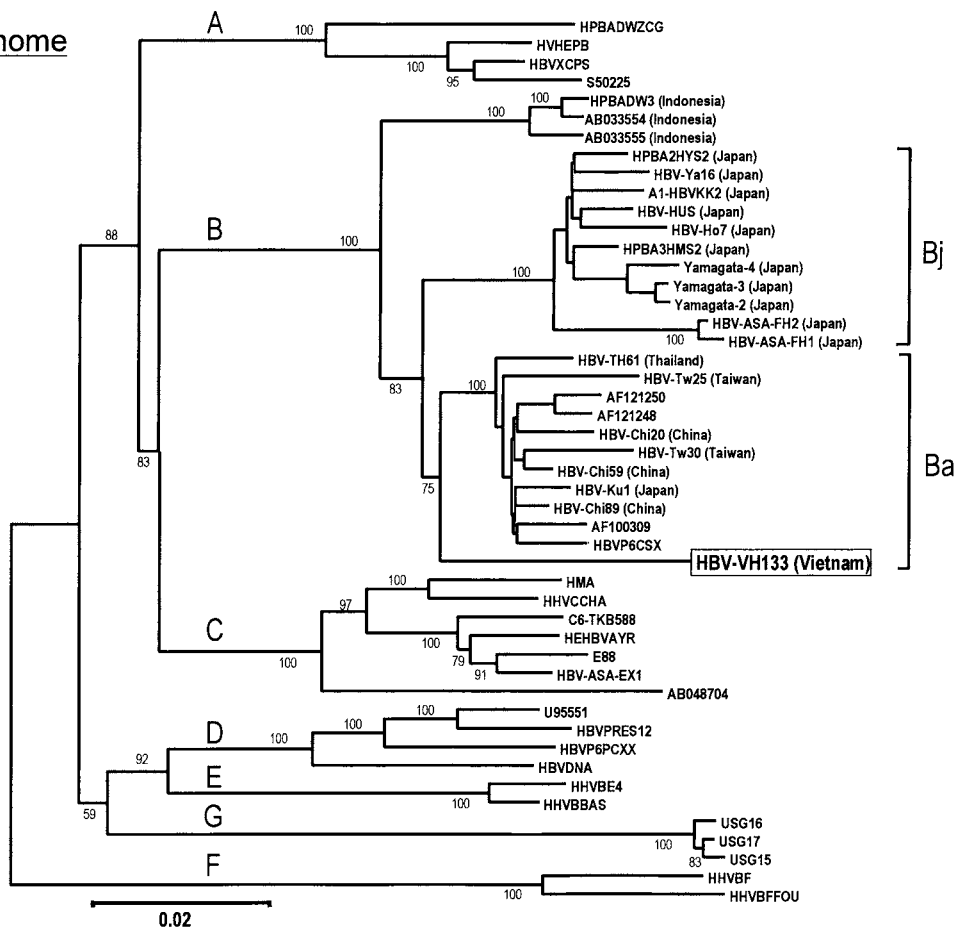 nome
A
100
HPBADWZCG
HVHEPB
100
HBVXCPS
95
S50225
100
HPBADW3 (Indonesia)
100
AB033554 (Indonesia)
AB033555 (Indonesia)
HPBA2HYS2 (Japan)
HBV-Ya16 (Japan)
A1-HBVKK2 (Japan)
HBV-HUS (Japan)
HBV-Ho7 (Japan)
88
B
100
HPBA3HMS2 (Japan)
Bj
100
Yamagata-4 (Japan)
Yamagata-3 (Japan)
Yamagata-2 (Japan)
HBV-ASA-FH2 (Japan)
100
HBV-ASA-FH1 (Japan)
HBV-TH61 (Thailand)
83
100
HBV-Tw25 (Taiwan)
AF121250
AF121248
HBV-Chi20 (China)
HBV-Tw30 (Taiwan)
83
HBV-Chi59 (China)
Ba
75
HBV-Ku1 (Japan)
HBV-Chi89 (China)
AF100309
HBVP6CSX
HBV-VH133 (Vietnam)
100
HMA
97
HHVCCHA
C6-TKB588
C
100
HEHBVAYR
100
79
E88
91
HBV-ASA-EX1
AB048704
100
U95551
100
HBVPRES12
D
100
HBVP6PCXX
92
HBVDNA
E
HHVBE4
100
HHVBBAS
59
G
USG16
100
USG17
83
USG15
F
HHVBF
100
HHVBFFOU
0.02